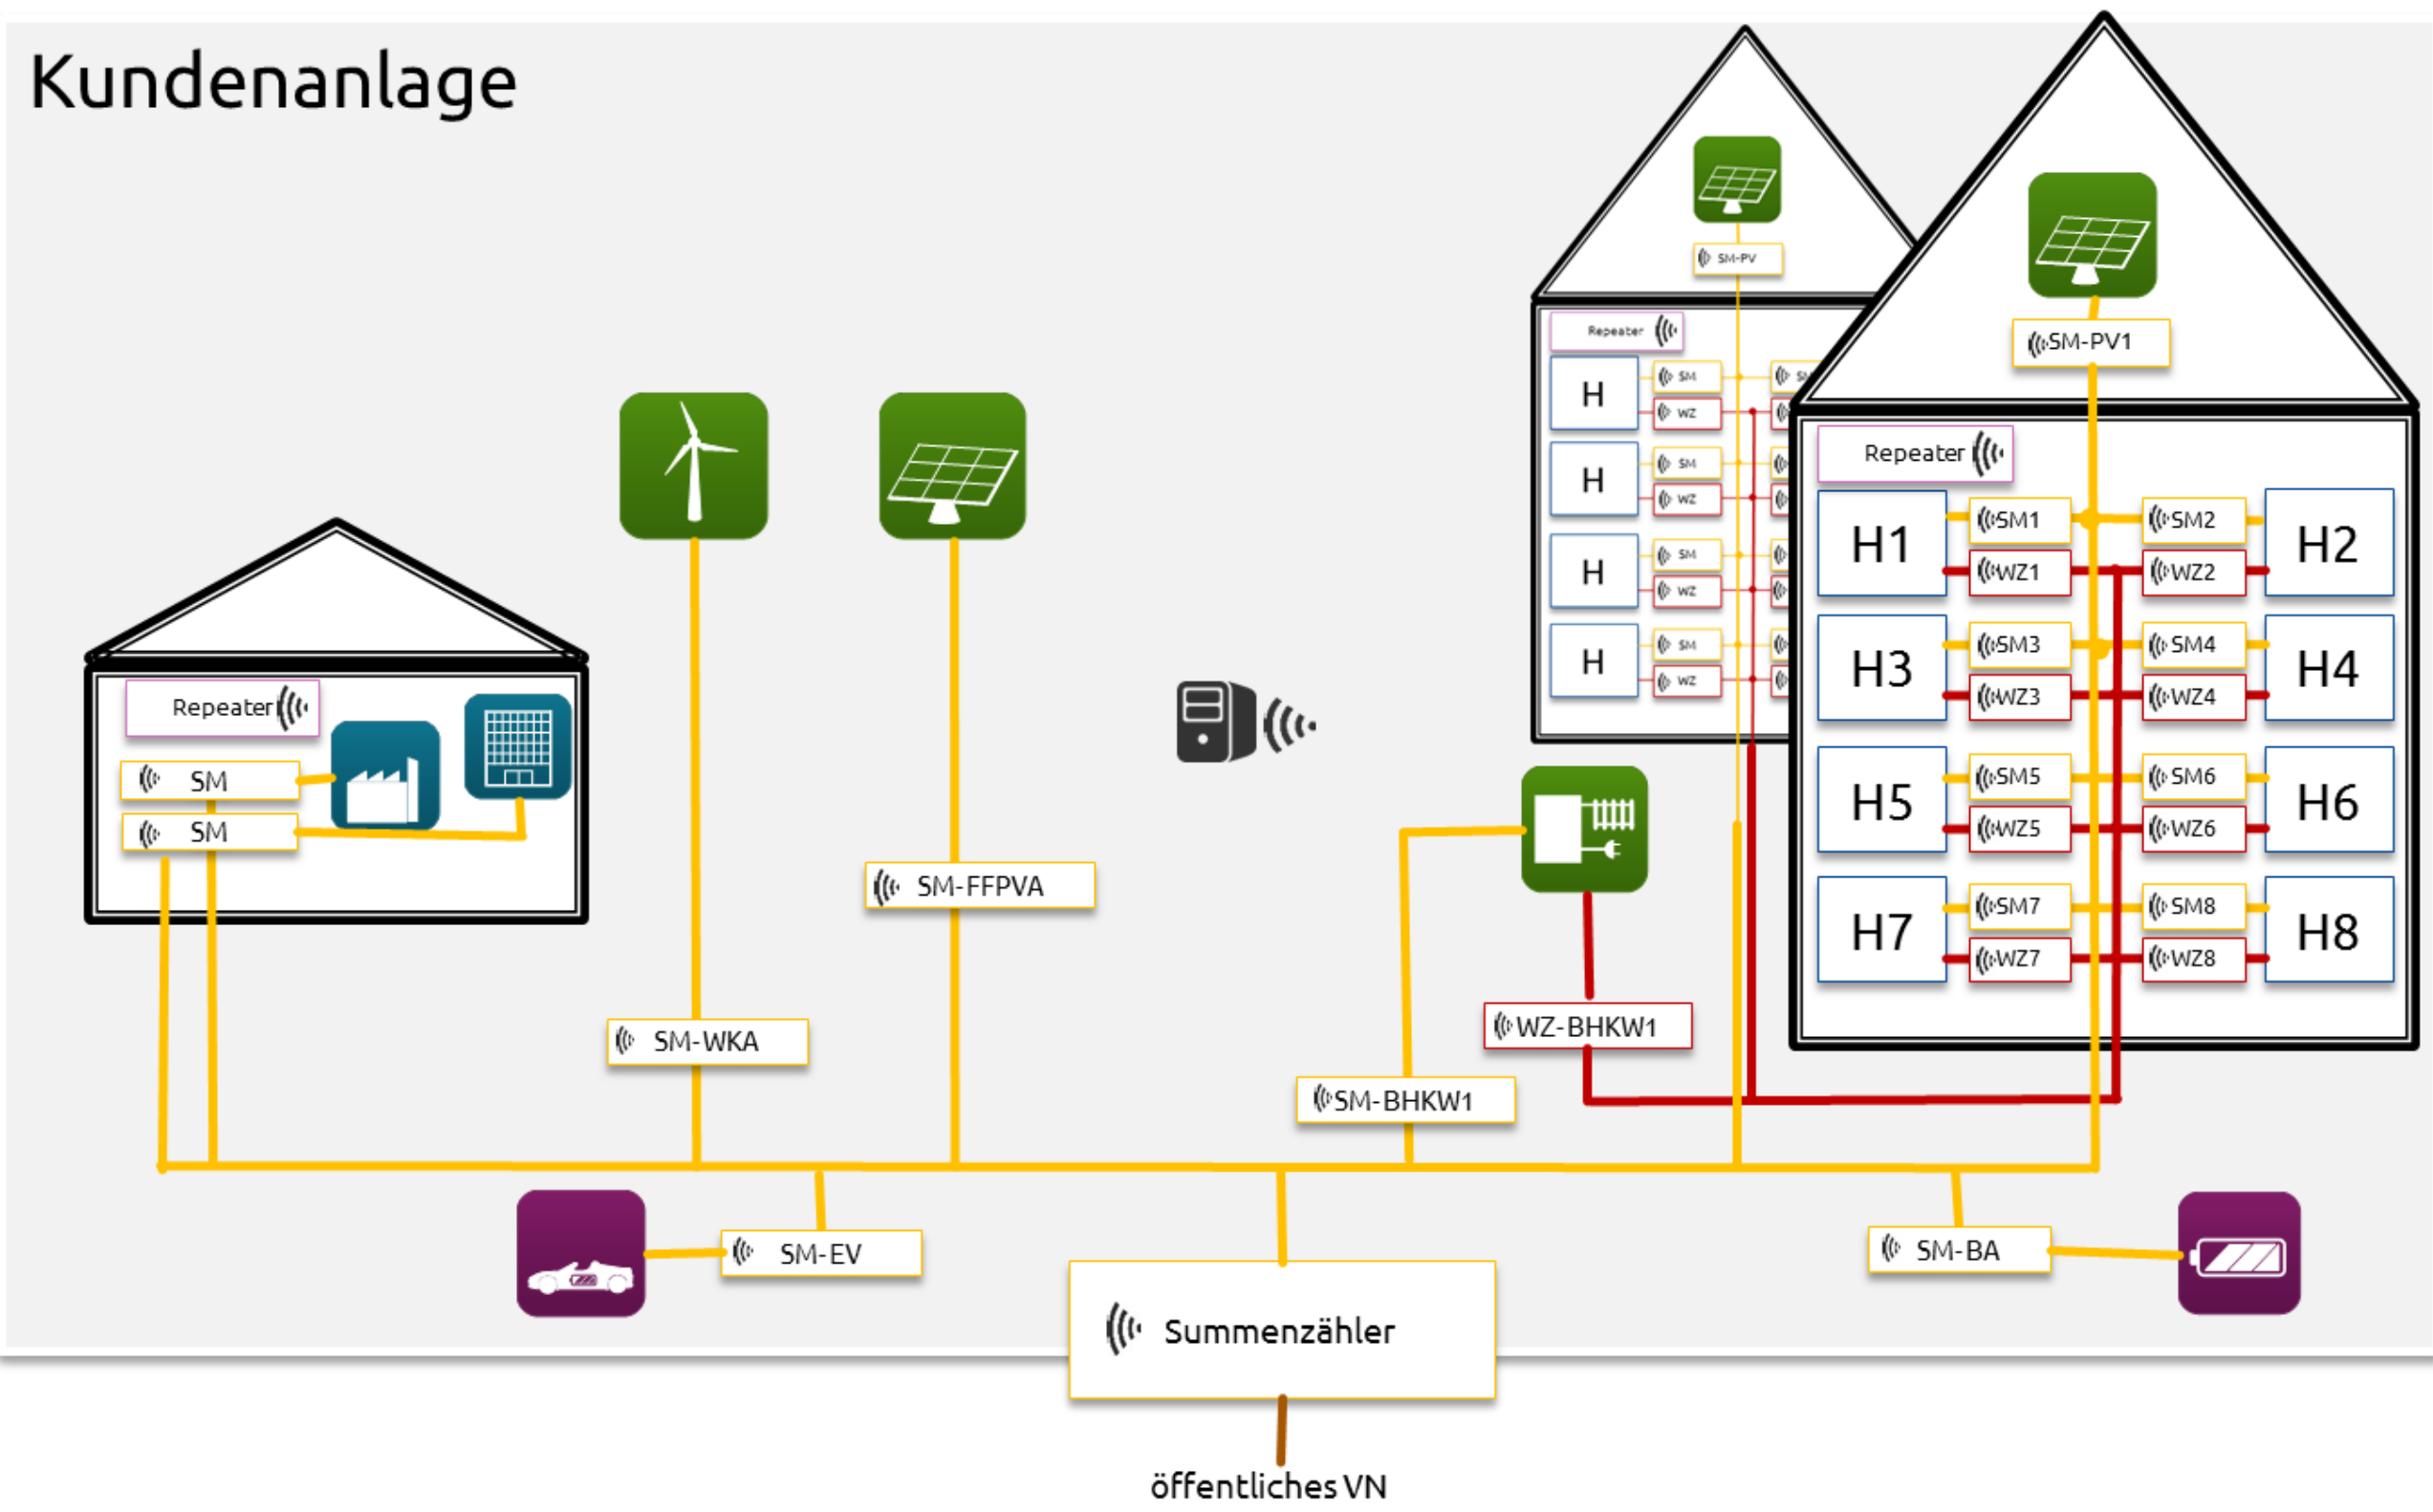 Kundenanlage
SM-PV
SM-PV1
Repeater
H SM
WZ
H SM
WZ
H SM
WZ
H SM
WZ
Repeater
H1 SM1 SM2 H2
WZ1 WZ2
H3 SM3 SM4 H4
WZ3 WZ4
H5 SM5 SM6 H6
WZ5 WZ6
H7 SM7 SM8 H8
WZ7 WZ8
Repeater
SM
SM
SM-FFPVA
SM-WKA
WZ-BHKW1
SM-BHKW1
SM-EV
SM-BA
Summenzähler
öffentliches VN